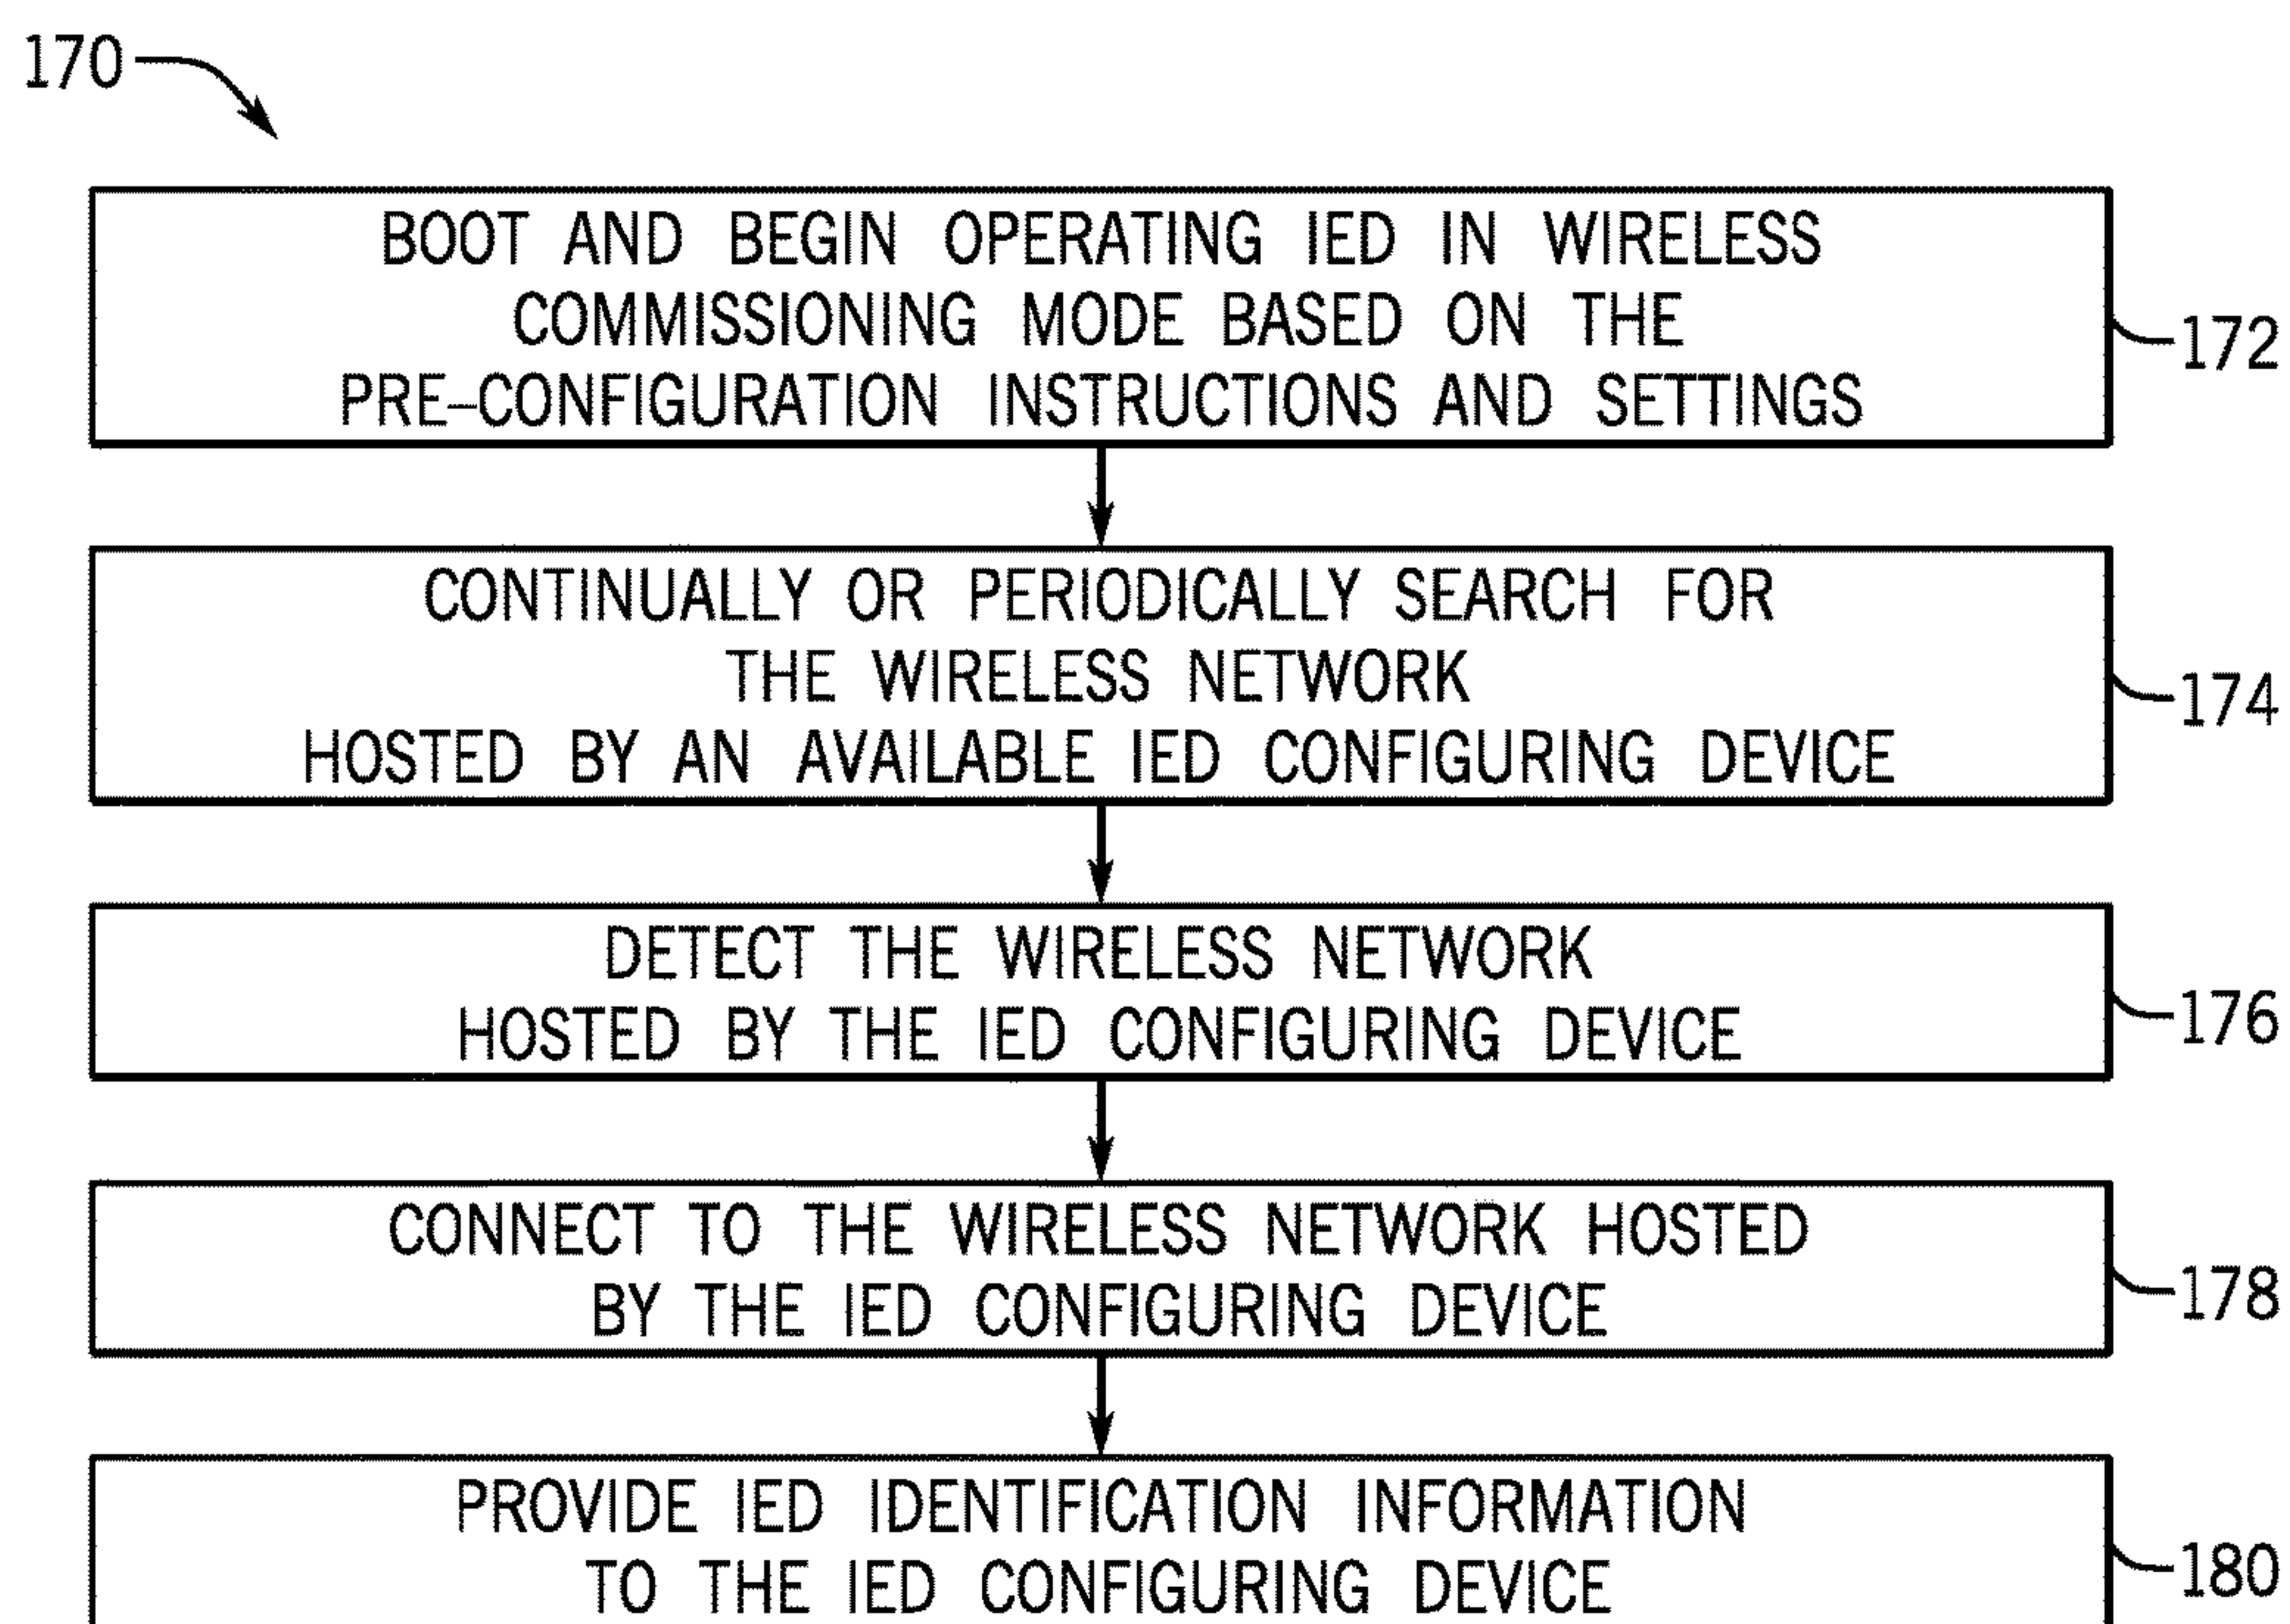 170
BOOT AND BEGIN OPERATING IED IN WIRELESS
COMMISSIONING MODE BASED ON THE
PRE-CONFIGURATION INSTRUCTIONS AND SETTINGS
172
CONTINUALLY OR PERIODICALLY SEARCH FOR
THE WIRELESS NETWORK
HOSTED BY AN AVAILABLE IED CONFIGURING DEVICE
174
DETECT THE WIRELESS NETWORK
HOSTED BY THE IED CONFIGURING DEVICE
176
CONNECT TO THE WIRELESS NETWORK HOSTED
BY THE IED CONFIGURING DEVICE
178
PROVIDE IED IDENTIFICATION INFORMATION
TO THE IED CONFIGURING DEVICE
180